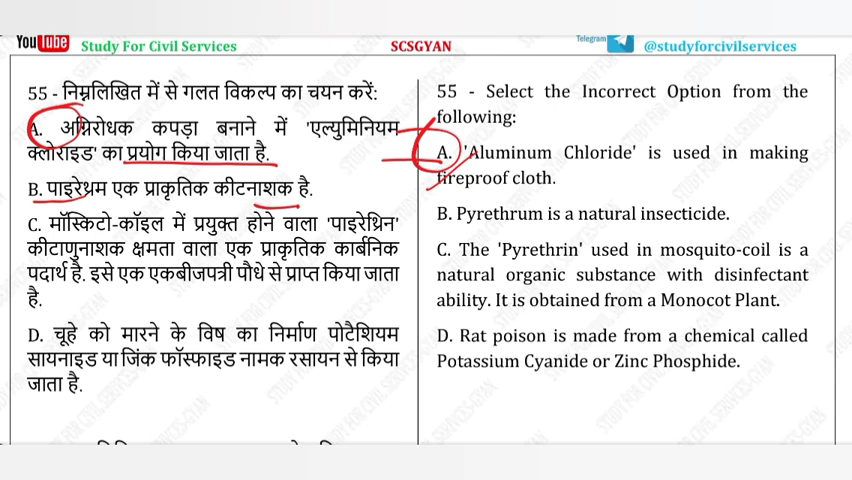 YouTube Study For Civil Services SCSGYAN Telegram @studyforcivilservices
55 - निम्नलिखित में से गलत विकल्प का चयन करें:
A. अग्निरोधक कपड़ा बनाने में 'एल्युमिनियम
क्लोराइड' का प्रयोग किया जाता है.
B. पाइरेथ्रम एक प्राकृतिक कीटनाशक है.
C. मॉस्किटो-कॉइल में प्रयुक्त होने वाला 'पाइरेथ्रिन'
कीटाणुनाशक क्षमता वाला एक प्राकृतिक कार्बनिक
पदार्थ है. इसे एक एकबीजपत्री पौधे से प्राप्त किया जाता
है.
D. चूहे को मारने के विष का निर्माण पोटैशियम
सायनाइड या जिंक फॉस्फाइड नामक रसायन से किया
जाता है.
55 - Select the Incorrect Option from the
following:
A. 'Aluminum Chloride' is used in making
fireproof cloth.
B. Pyrethrum is a natural insecticide.
C. The 'Pyrethrin' used in mosquito-coil is a
natural organic substance with disinfectant
ability. It is obtained from a Monocot Plant.
D. Rat poison is made from a chemical called
Potassium Cyanide or Zinc Phosphide.